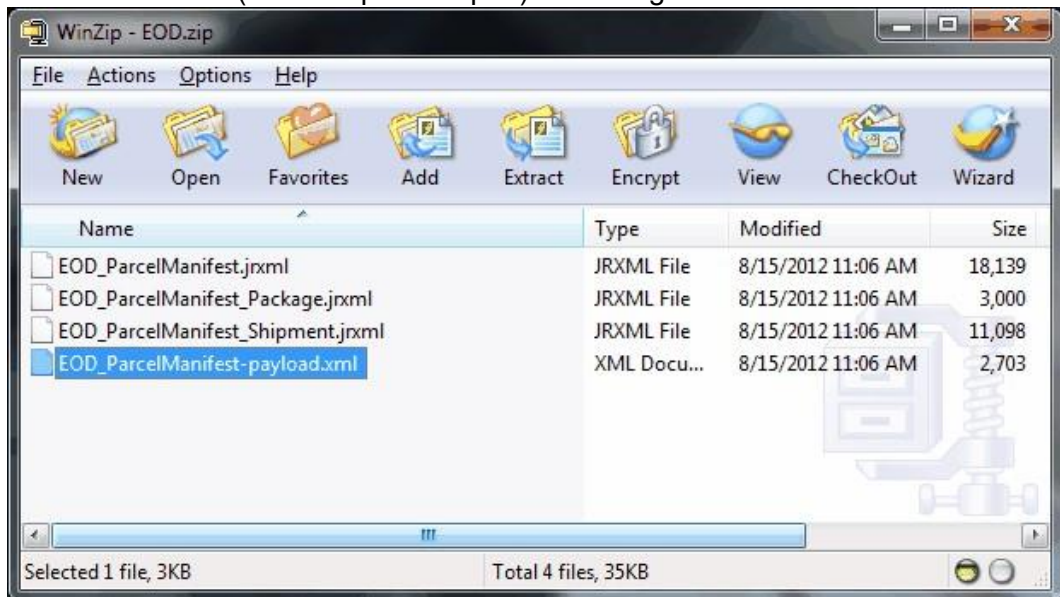 WinZip - EOD.zip
File Actions Options Help
New Open Favorites Add Extract Encrypt View CheckOut Wizard
Name Type Modified Size
EOD_ParcelManifest.jrxml JRXML File 8/15/2012 11:06 AM 18,139
EOD_ParcelManifest_Package.jrxml JRXML File 8/15/2012 11:06 AM 3,000
EOD_ParcelManifest_Shipment.jrxml JRXML File 8/15/2012 11:06 AM 11,098
EOD_ParcelManifest-payload.xml XML Docu... 8/15/2012 11:06 AM 2,703
Selected 1 file, 3KB Total 4 files, 35KB